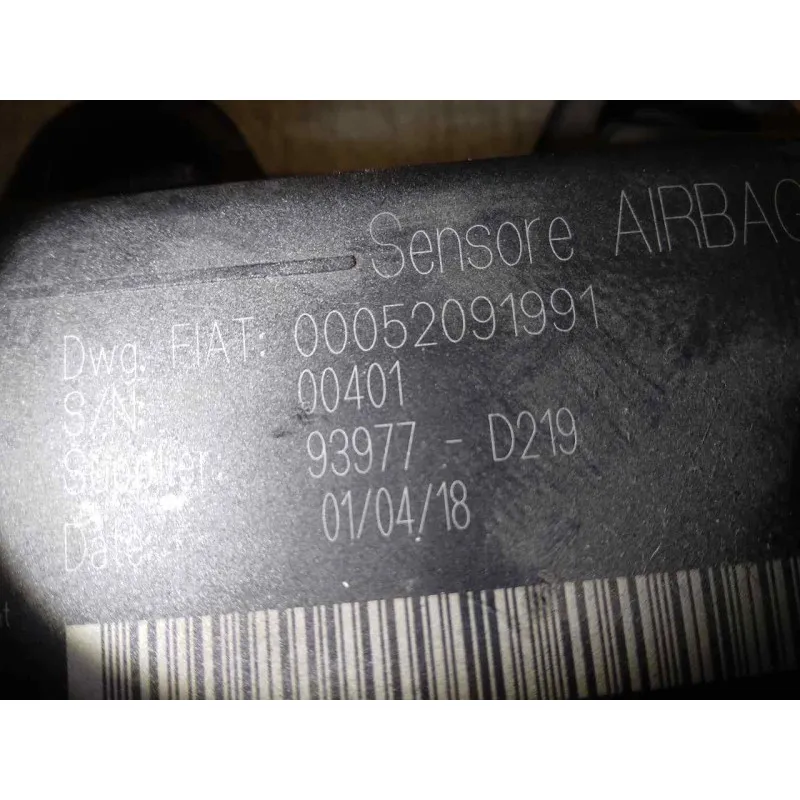 Sensore AIRBAG
Dwg. FIAT: 00052091991
S/N: 00401
Supplier: 93977 - D219
Date: 01/04/18